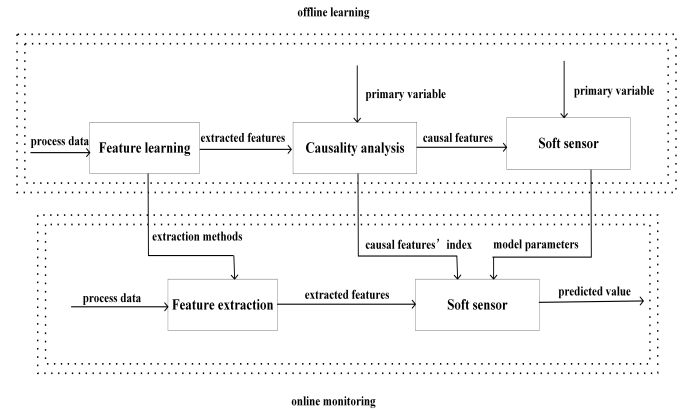 offline learning
primary variable
primary variable
process data
Feature learning
extracted features
Causality analysis
causal features
Soft sensor
extraction methods
causal features’ index
model parameters
process data
Feature extraction
extracted features
Soft sensor
predicted value
online monitoring